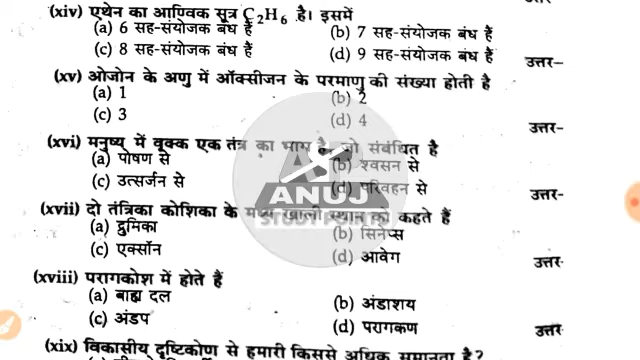 (xiv) एथेन का आण्विक सूत्र C₂H₆ है। इसमें
(a) 6 सह-संयोजक बंध हैं (b) 7 सह-संयोजक बंध हैं
(c) 8 सह-संयोजक बंध हैं (d) 9 सह-संयोजक बंध हैं उत्तर–
(xv) ओजोन के अणु में ऑक्सीजन के परमाणु की संख्या होती है
(a) 1 (b) 2
(c) 3 (d) 4 उत्तर–
(xvi) मनुष्य में वृक्क एक तंत्र का भाग है, जो संबंधित है
(a) पोषण से (b) श्वसन से
(c) उत्सर्जन से (d) परिवहन से उत्तर–
ANUJ
STUDY POINTS
(xvii) दो तंत्रिका कोशिका के मध्य खाली स्थान को कहते हैं
(a) द्रुमिका (b) सिनेप्स
(c) एक्सॉन (d) आवेग उत्तर
(xviii) परागकोश में होते हैं
(a) बाह्य दल (b) अंडाशय
(c) अंडप (d) परागकण उत्तर
(xix) विकासीय दृष्टिकोण से हमारी किससे अधिक समानता है?